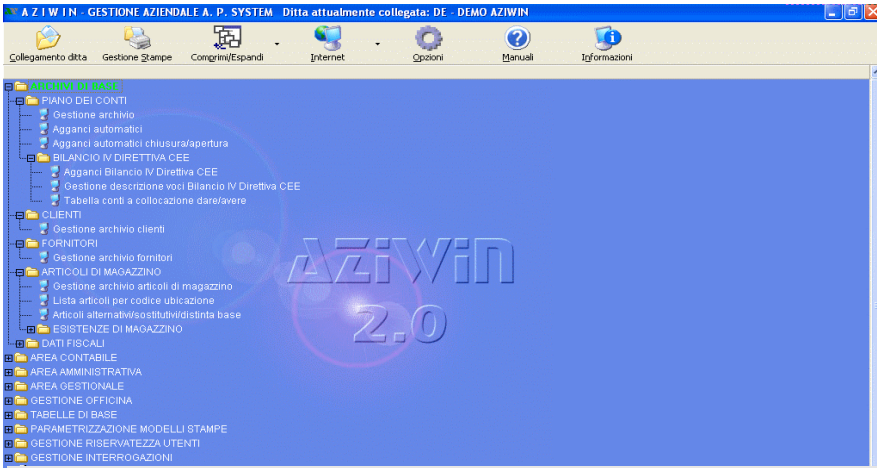 A Z I W I N - GESTIONE AZIENDALE A. P. SYSTEM Ditta attualmente collegata: DE - DEMO AZIWIN
Collegamento ditta Gestione Stampe Comprimi/Espandi Internet Opzioni Manuali Informazioni
ARCHIVI DI BASE
PIANO DEI CONTI
Gestione archivio
Agganci automatici
Agganci automatici chiusura/apertura
BILANCIO IV DIRETTIVA CEE
Agganci Bilancio IV Direttiva CEE
Gestione descrizione voci Bilancio IV Direttiva CEE
Tabella conti a collocazione dare/avere
CLIENTI
Gestione archivio clienti
FORNITORI
Gestione archivio fornitori
ARTICOLI DI MAGAZZINO
Gestione archivio articoli di magazzino
Lista articoli per codice ubicazione
Articoli alternativi/sostitutivi/distinta base
ESISTENZE DI MAGAZZINO
DATI FISCALI
AREA CONTABILE
AREA AMMINISTRATIVA
AREA GESTIONALE
GESTIONE OFFICINA
TABELLE DI BASE
PARAMETRIZZAZIONE MODELLI STAMPE
GESTIONE RISERVATEZZA UTENTI
GESTIONE INTERROGAZIONI
AZIWIN
2.0